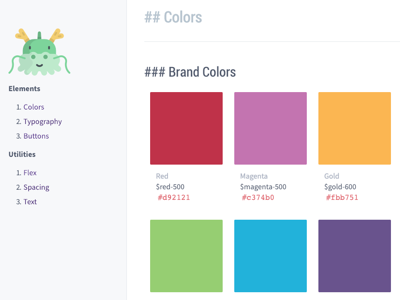 ## Colors
Elements
1. Colors
2. Typography
3. Buttons
Utilities
1. Flex
2. Spacing
3. Text
### Brand Colors
Red
$red-500
#d92121
Magenta
$magenta-500
#c374b0
Gold
$gold-600
#fbb751